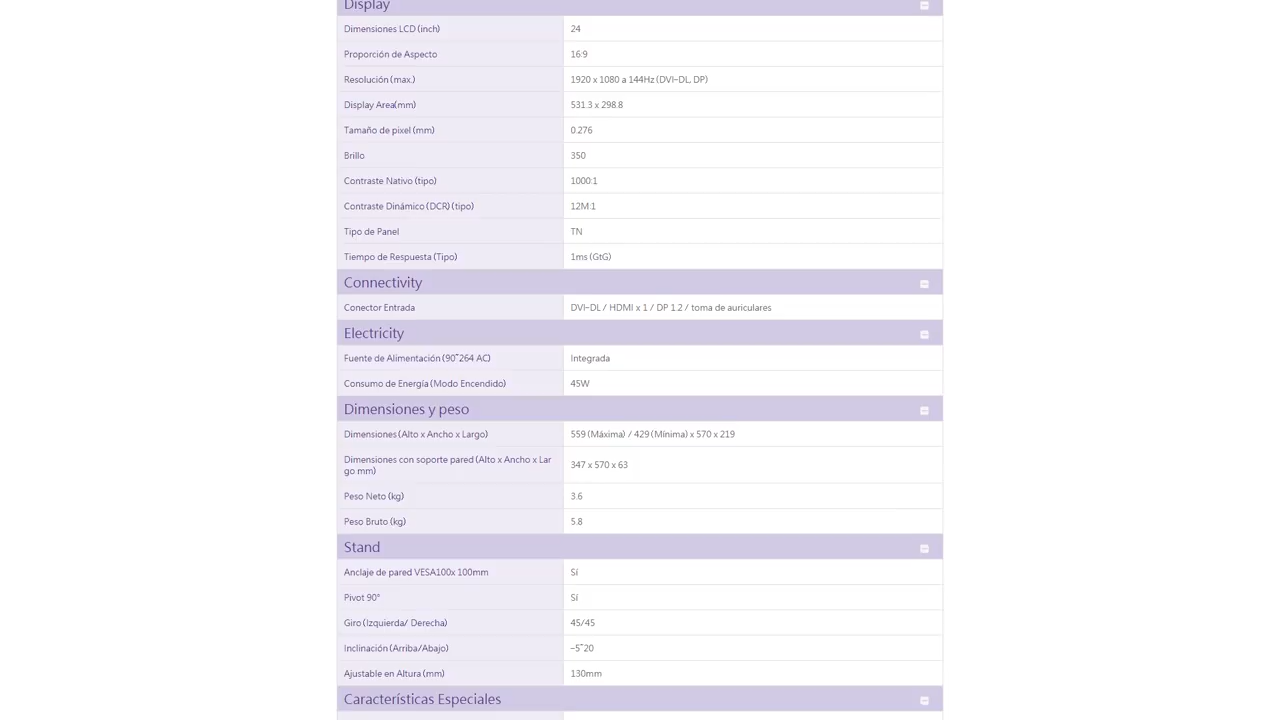 Display
Dimensiones LCD (inch) 24
Proporción de Aspecto 16:9
Resolución (max.) 1920 x 1080 a 144Hz (DVI-DL, DP)
Display Area(mm) 531.3 x 298.8
Tamaño de pixel (mm) 0.276
Brillo 350
Contraste Nativo (tipo) 1000:1
Contraste Dinámico (DCR) (tipo) 12M:1
Tipo de Panel TN
Tiempo de Respuesta (Tipo) 1ms (GtG)
Connectivity
Conector Entrada DVI-DL / HDMI x 1 / DP 1.2 / toma de auriculares
Electricity
Fuente de Alimentación (90~264 AC) Integrada
Consumo de Energía (Modo Encendido) 45W
Dimensiones y peso
Dimensiones (Alto x Ancho x Largo) 559 (Máxima) / 429 (Mínima) x 570 x 219
Dimensiones con soporte pared (Alto x Ancho x Lar
go mm) 347 x 570 x 63
Peso Neto (kg) 3.6
Peso Bruto (kg) 5.8
Stand
Anclaje de pared VESA100x 100mm Sí
Pivot 90° Sí
Giro (Izquierda/ Derecha) 45/45
Inclinación (Arriba/Abajo) -5~20
Ajustable en Altura (mm) 130mm
Características Especiales